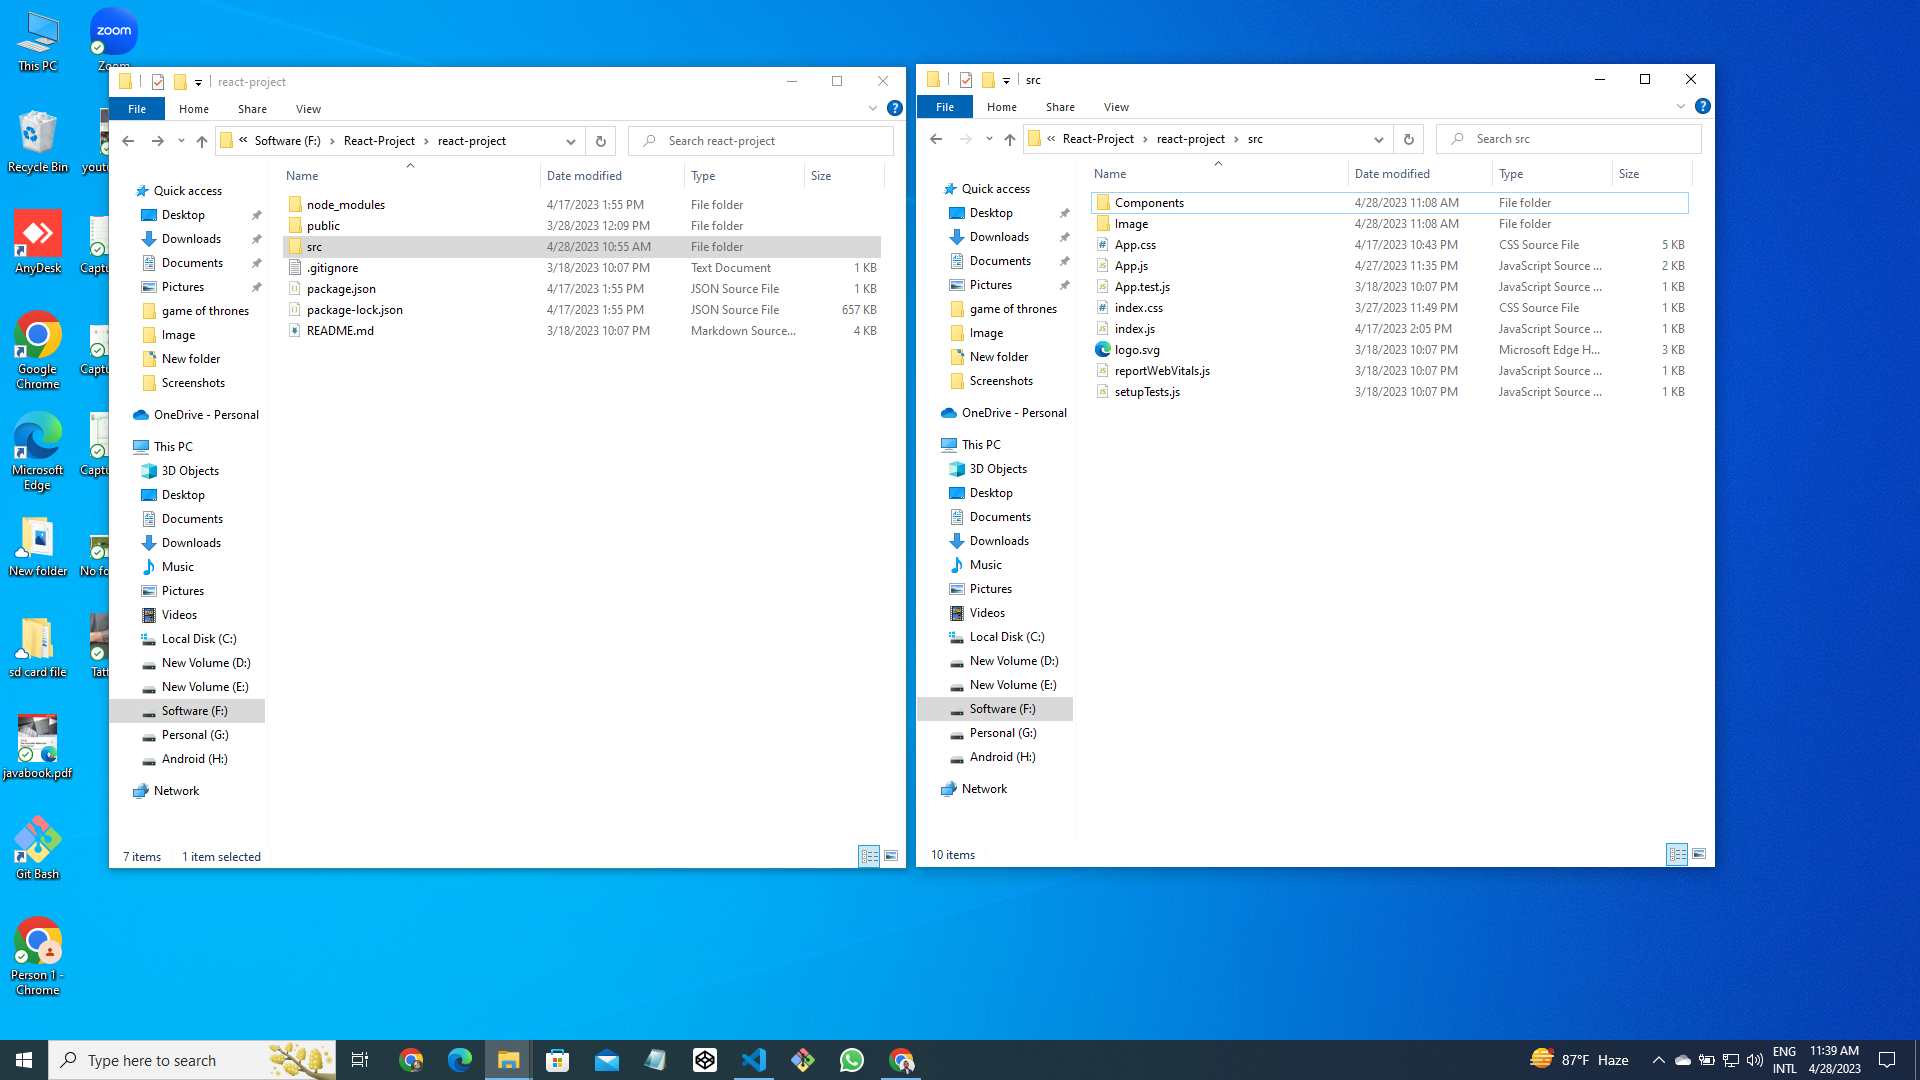 This PC
zoom
Zoom
Recycle Bin
AnyDesk
Google
Chrome
Microsoft
Edge
New folder
No fo
sd card file
Tatt
javabook.pdf
Git Bash
Person 1 -
Chrome
youtu
Captu
Captu
Captu
react-project
File Home Share View
« Software (F:) > React-Project > react-project
Search react-project
Name Date modified Type Size
node_modules 4/17/2023 1:55 PM File folder
public 3/28/2023 12:09 PM File folder
src 4/28/2023 10:55 AM File folder
.gitignore 3/18/2023 10:07 PM Text Document 1 KB
package.json 4/17/2023 1:55 PM JSON Source File 1 KB
package-lock.json 4/17/2023 1:55 PM JSON Source File 657 KB
README.md 3/18/2023 10:07 PM Markdown Source... 4 KB
Quick access
Desktop
Downloads
Documents
Pictures
game of thrones
Image
New folder
Screenshots
OneDrive - Personal
This PC
3D Objects
Desktop
Documents
Downloads
Music
Pictures
Videos
Local Disk (C:)
New Volume (D:)
New Volume (E:)
Software (F:)
Personal (G:)
Android (H:)
Network
7 items 1 item selected
src
File Home Share View
« React-Project > react-project > src
Search src
Name Date modified Type Size
Components 4/28/2023 11:08 AM File folder
Image 4/28/2023 11:08 AM File folder
App.css 4/17/2023 10:43 PM CSS Source File 5 KB
App.js 4/27/2023 11:35 PM JavaScript Source ... 2 KB
App.test.js 3/18/2023 10:07 PM JavaScript Source ... 1 KB
index.css 3/27/2023 11:49 PM CSS Source File 1 KB
index.js 4/17/2023 2:05 PM JavaScript Source ... 1 KB
logo.svg 3/18/2023 10:07 PM Microsoft Edge H... 3 KB
reportWebVitals.js 3/18/2023 10:07 PM JavaScript Source ... 1 KB
setupTests.js 3/18/2023 10:07 PM JavaScript Source ... 1 KB
Quick access
Desktop
Downloads
Documents
Pictures
game of thrones
Image
New folder
Screenshots
OneDrive - Personal
This PC
3D Objects
Desktop
Documents
Downloads
Music
Pictures
Videos
Local Disk (C:)
New Volume (D:)
New Volume (E:)
Software (F:)
Personal (G:)
Android (H:)
Network
10 items
Type here to search
87°F Haze
ENG
INTL
11:39 AM
4/28/2023